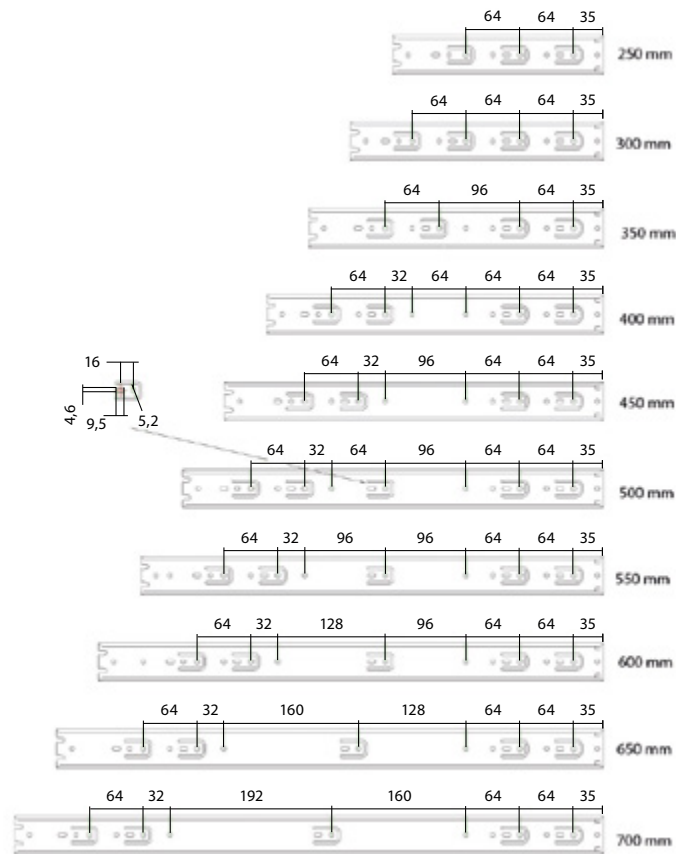 64 64 35
250 mm
64 64 64 35
300 mm
64 96 64 35
350 mm
64 32 64 64 64 35
400 mm
16
4,6
9,5 5,2
64 32 96 64 64 35
450 mm
64 32 64 96 64 64 35
500 mm
64 32 96 96 64 64 35
550 mm
64 32 128 96 64 64 35
600 mm
64 32 160 128 64 64 35
650 mm
64 32 192 160 64 64 35
700 mm